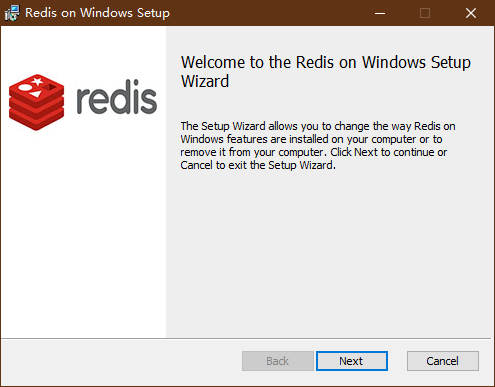 Redis on Windows Setup
redis
Welcome to the Redis on Windows Setup
Wizard
The Setup Wizard allows you to change the way Redis on
Windows features are installed on your computer or to
remove it from your computer. Click Next to continue or
Cancel to exit the Setup Wizard.
Back
Next
Cancel